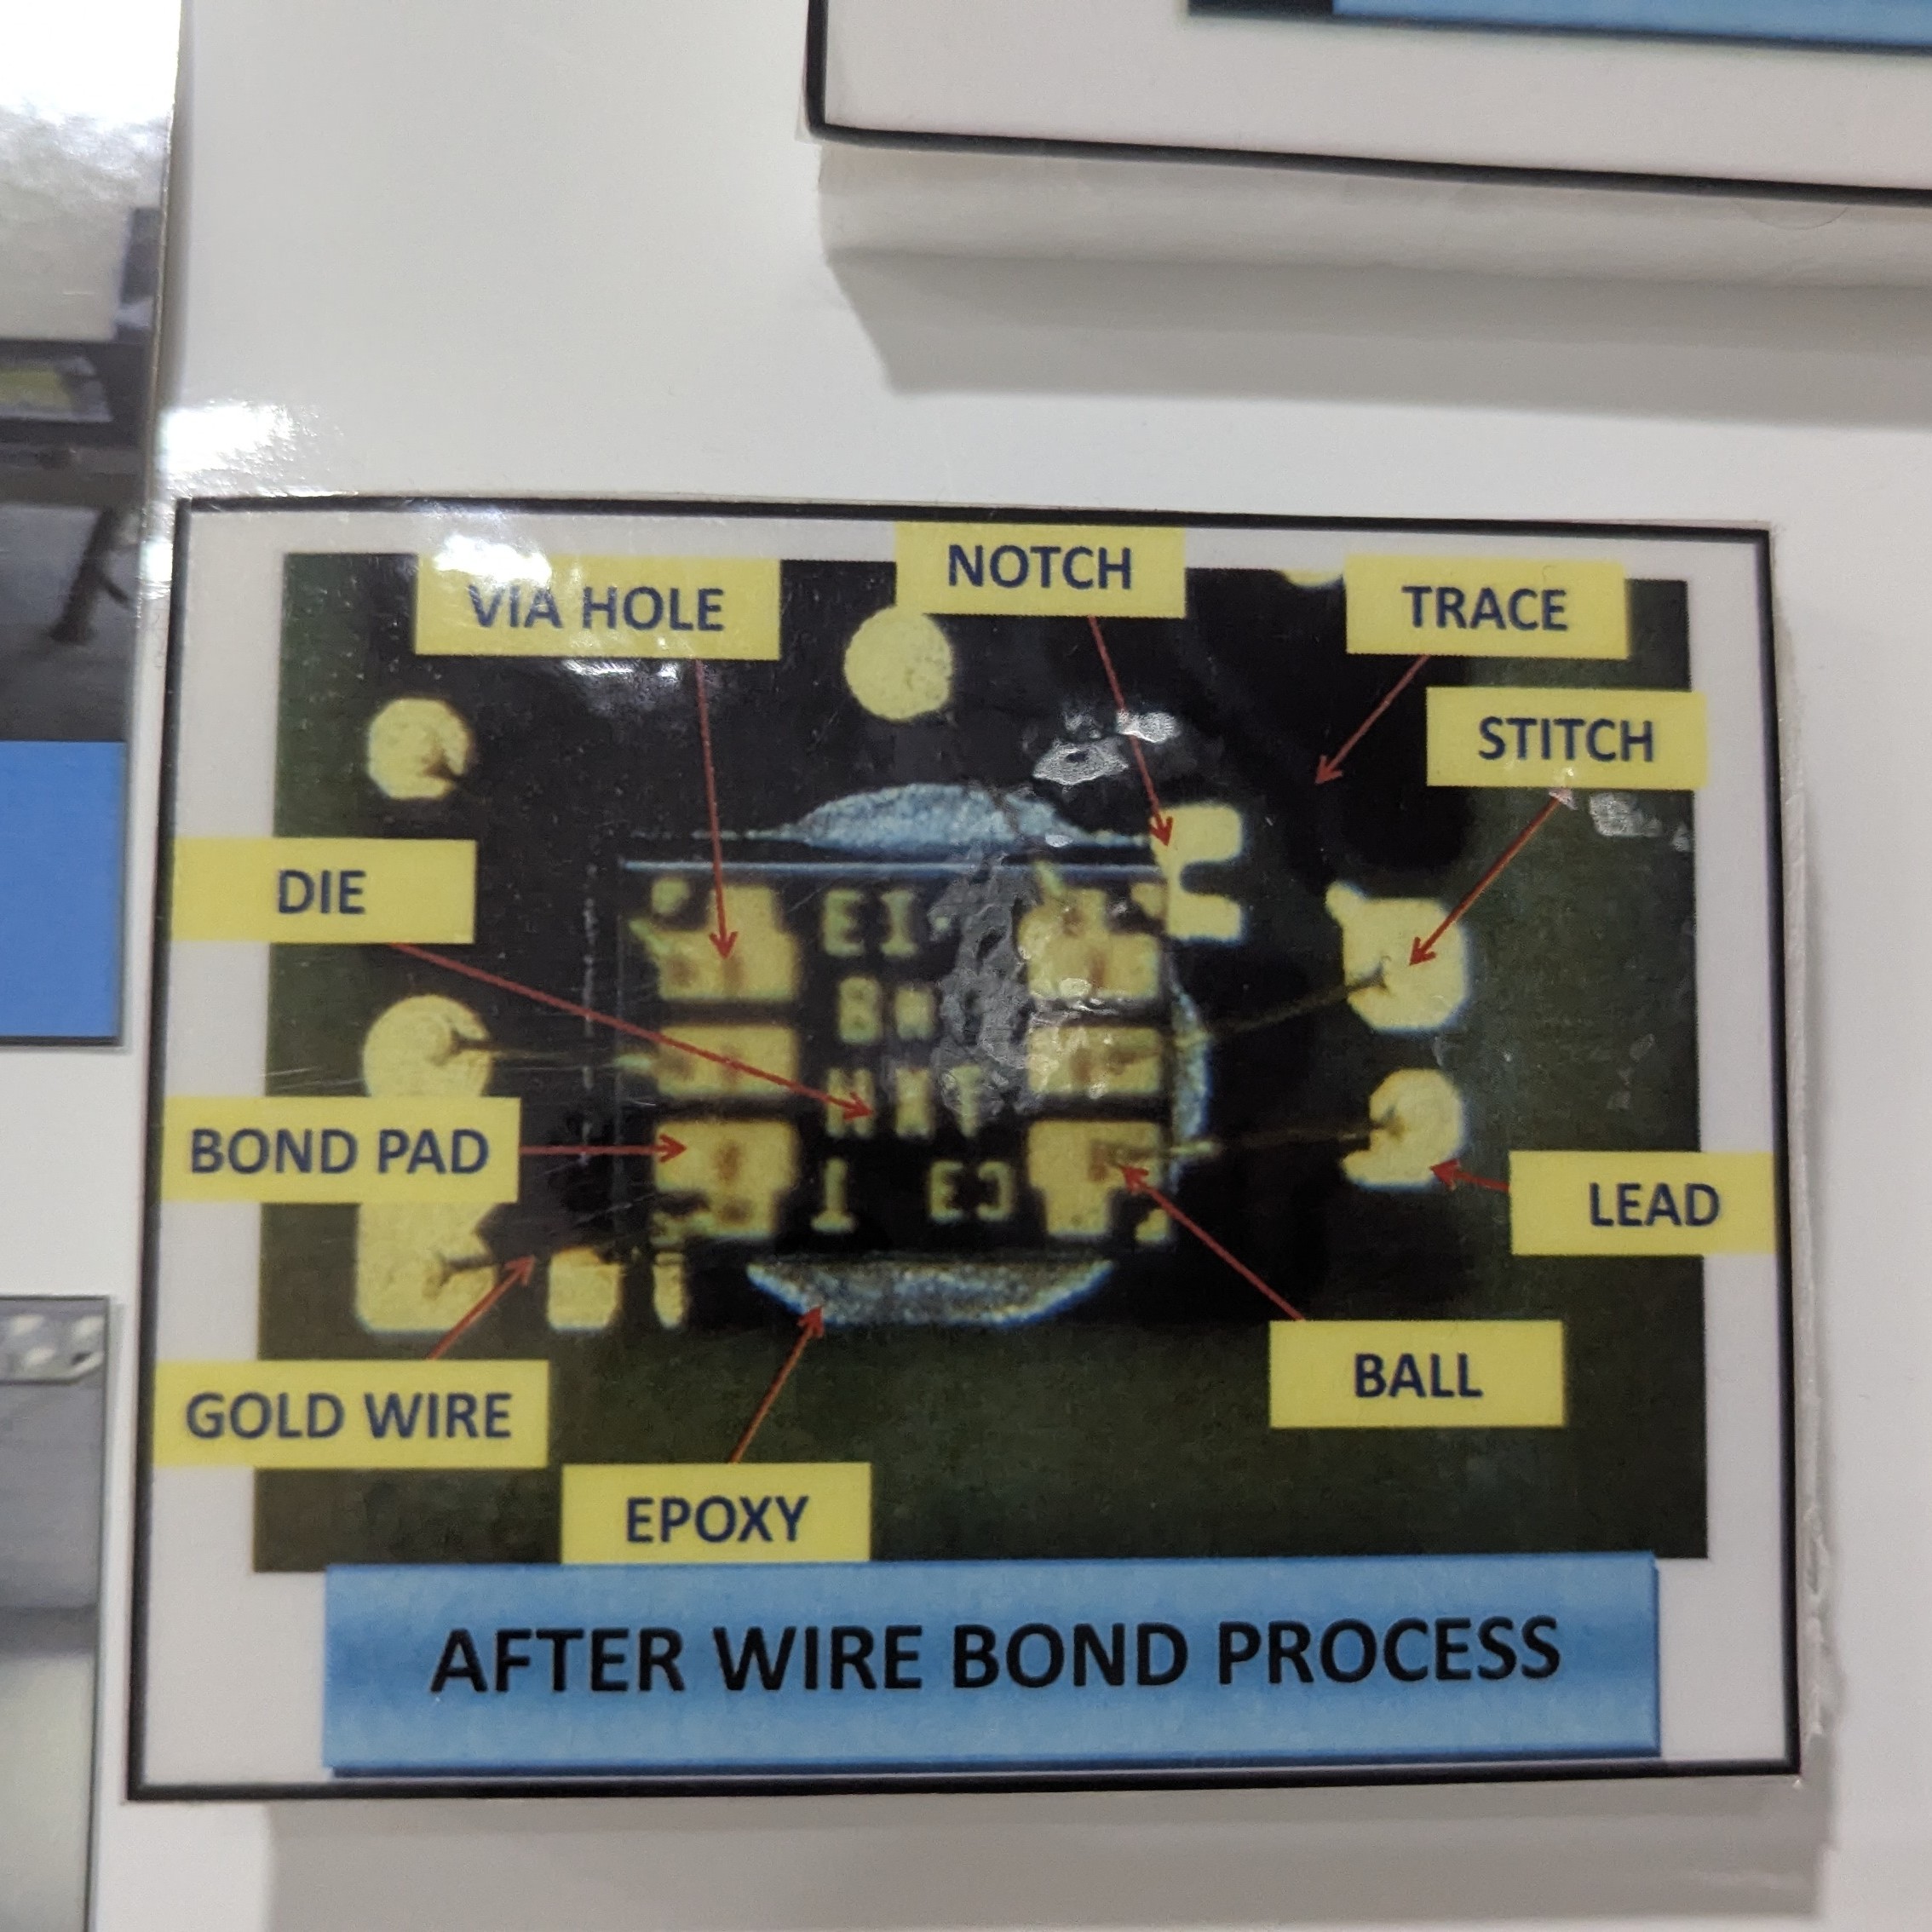 NOTCH
VIA HOLE
TRACE
STITCH
DIE
BOND PAD
LEAD
BALL
GOLD WIRE
EPOXY
AFTER WIRE BOND PROCESS